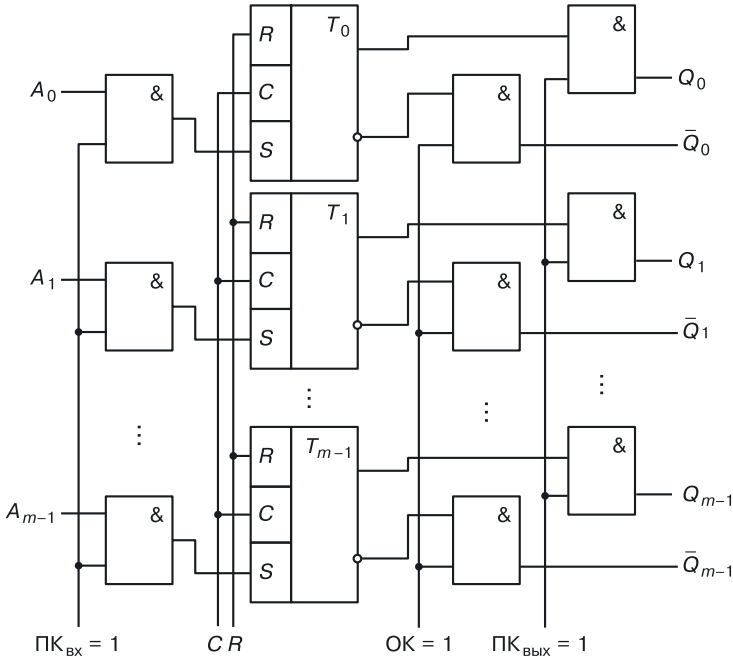 R T₀ &
A₀ & C & Q₀
S Q̄₀
R T₁ &
A₁ & C & Q₁
S Q̄₁
⋮ ⋮ ⋮ ⋮
R Tₘ₋₁ &
Aₘ₋₁ & C & Qₘ₋₁
S Q̄ₘ₋₁
ПКвх = 1 C R ОК = 1 ПКвых = 1